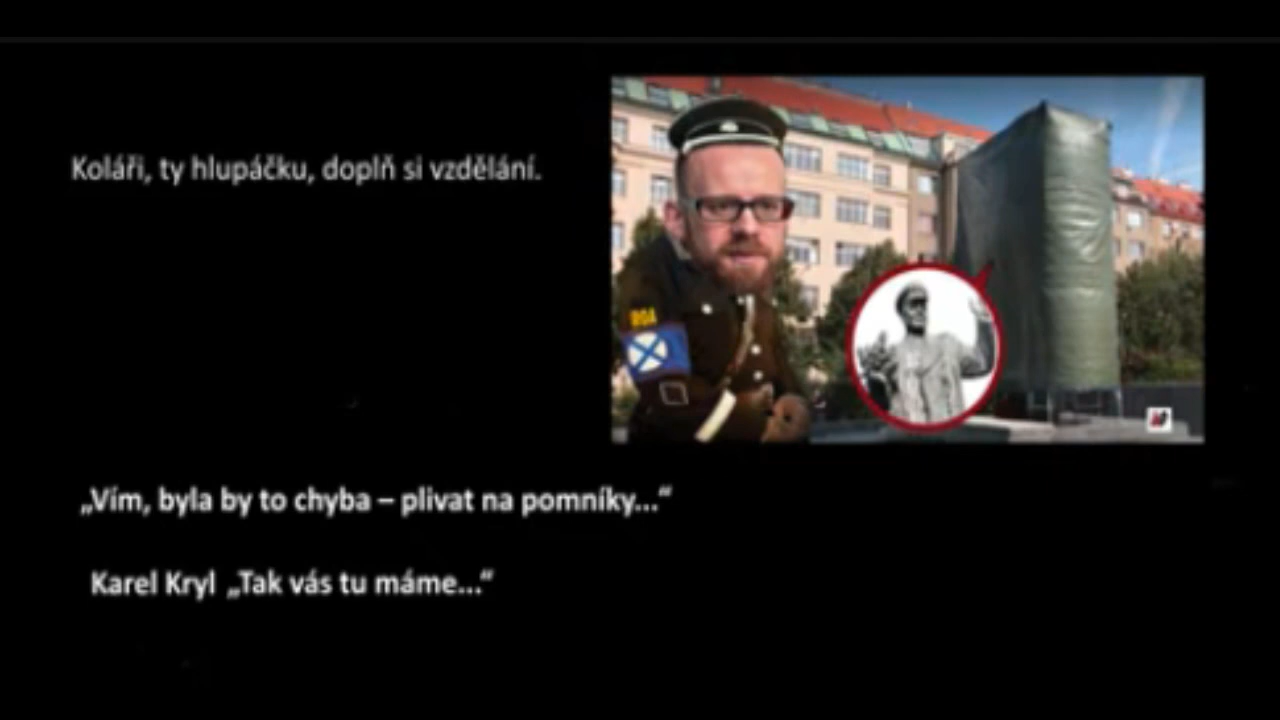 Koláři, ty hlupáčku, doplň si vzdělání.
ROA
„Vím, byla by to chyba – plivat na pomníky...“
Karel Kryl „Tak vás tu máme...“